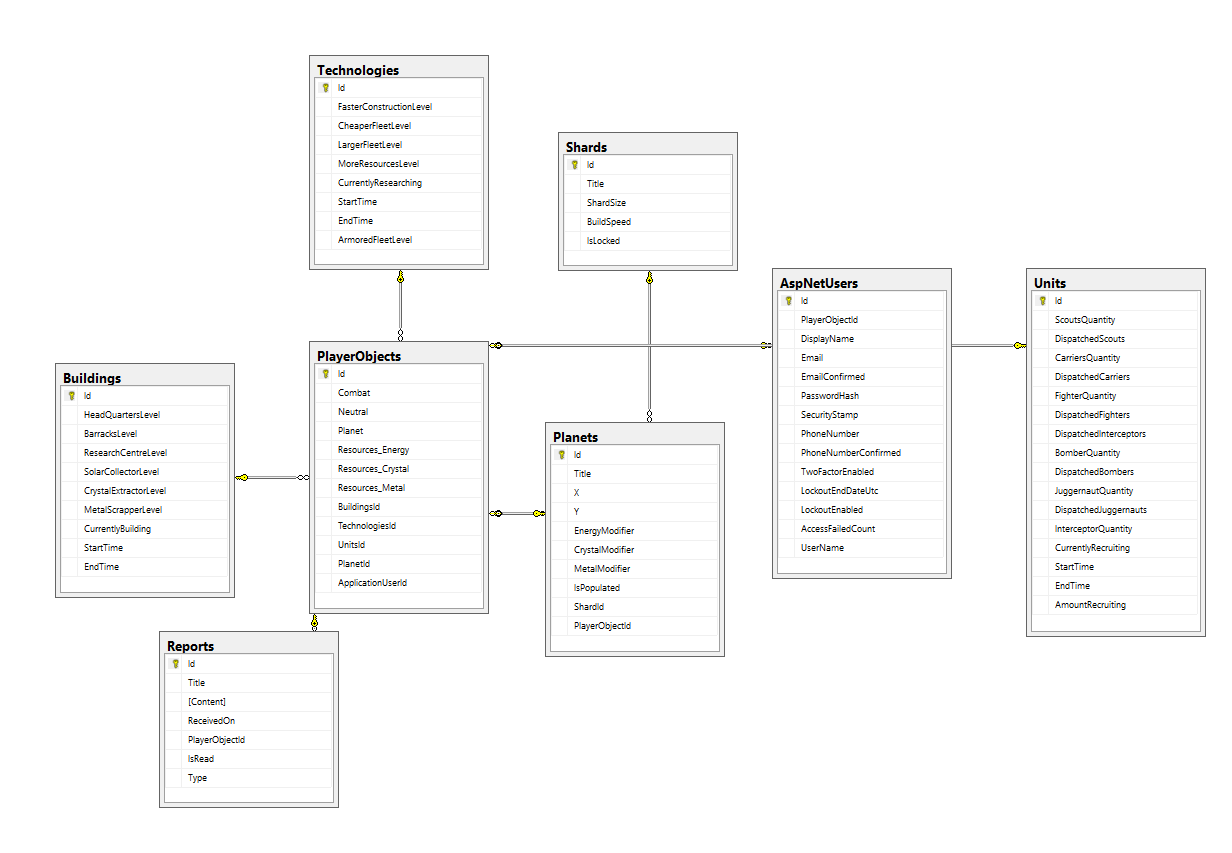 Technologies
Id
FasterConstructionLevel
CheaperFleetLevel
LargerFleetLevel
MoreResourcesLevel
CurrentlyResearching
StartTime
EndTime
ArmoredFleetLevel
Shards
Id
Title
ShardSize
BuildSpeed
IsLocked
AspNetUsers
Id
PlayerObjectId
DisplayName
Email
EmailConfirmed
PasswordHash
SecurityStamp
PhoneNumber
PhoneNumberConfirmed
TwoFactorEnabled
LockoutEndDateUtc
LockoutEnabled
AccessFailedCount
UserName
Units
Id
ScoutsQuantity
DispatchedScouts
CarriersQuantity
DispatchedCarriers
FighterQuantity
DispatchedFighters
DispatchedInterceptors
BomberQuantity
DispatchedBombers
JuggernautQuantity
DispatchedJuggernauts
InterceptorQuantity
CurrentlyRecruiting
StartTime
EndTime
AmountRecruiting
PlayerObjects
Id
Combat
Neutral
Planet
Resources_Energy
Resources_Crystal
Resources_Metal
BuildingsId
TechnologiesId
UnitsId
PlanetId
ApplicationUserId
Buildings
Id
HeadQuartersLevel
BarracksLevel
ResearchCentreLevel
SolarCollectorLevel
CrystalExtractorLevel
MetalScrapperLevel
CurrentlyBuilding
StartTime
EndTime
Planets
Id
Title
X
Y
EnergyModifier
CrystalModifier
MetalModifier
IsPopulated
ShardId
PlayerObjectId
Reports
Id
Title
[Content]
ReceivedOn
PlayerObjectId
IsRead
Type